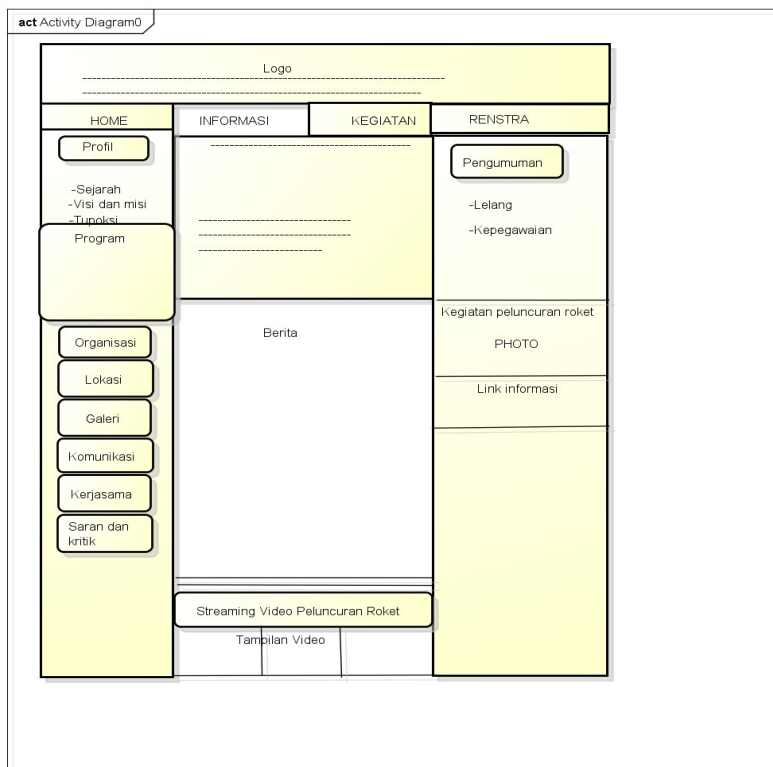 act Activity Diagram0
Logo
HOME
INFORMASI
KEGIATAN
RENSTRA
Profil
-Sejarah
-Visi dan misi
-Tupoksi
Program
Organisasi
Lokasi
Galeri
Komunikasi
Kerjasama
Saran dan
kritik
Berita
Streaming Video Peluncuran Roket
Tampilan Video
Pengumuman
-Lelang
-Kepegawaian
Kegiatan peluncuran roket
PHOTO
Link informasi